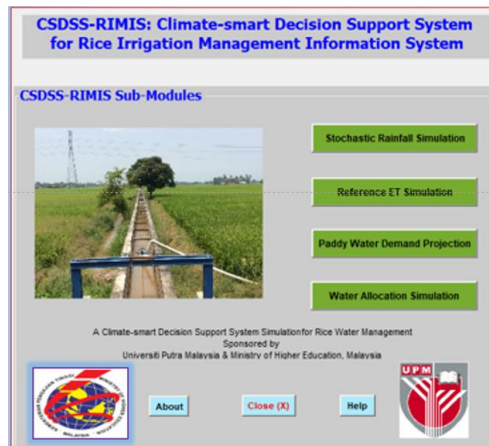 CSDSS-RIMIS: Climate-smart Decision Support System
for Rice Irrigation Management Information System
CSDSS-RIMIS Sub-Modules
Stochastic Rainfall Simulation
Reference ET Simulation
Paddy Water Demand Projection
Water Allocation Simulation
A Climate-smart Decision Support System Simulationfor Rice Water Management
Sponsored by
Universiti Putra Malaysia & Ministry of Higher Education, Malaysia
About
Close (X)
Help
UPM